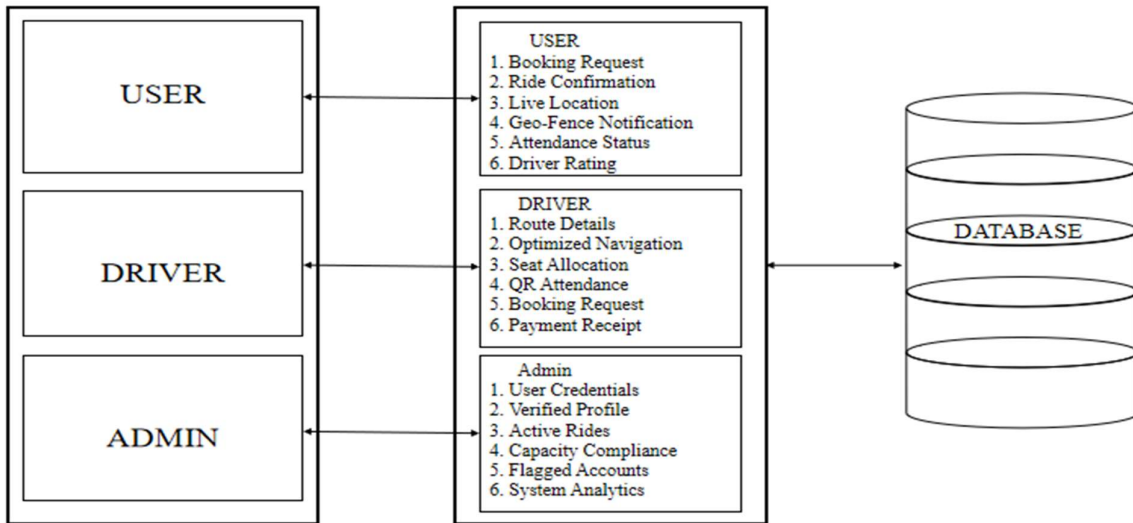 USER
DRIVER
ADMIN
USER
1. Booking Request
2. Ride Confirmation
3. Live Location
4. Geo-Fence Notification
5. Attendance Status
6. Driver Rating
DRIVER
1. Route Details
2. Optimized Navigation
3. Seat Allocation
4. QR Attendance
5. Booking Request
6. Payment Receipt
Admin
1. User Credentials
2. Verified Profile
3. Active Rides
4. Capacity Compliance
5. Flagged Accounts
6. System Analytics
DATABASE